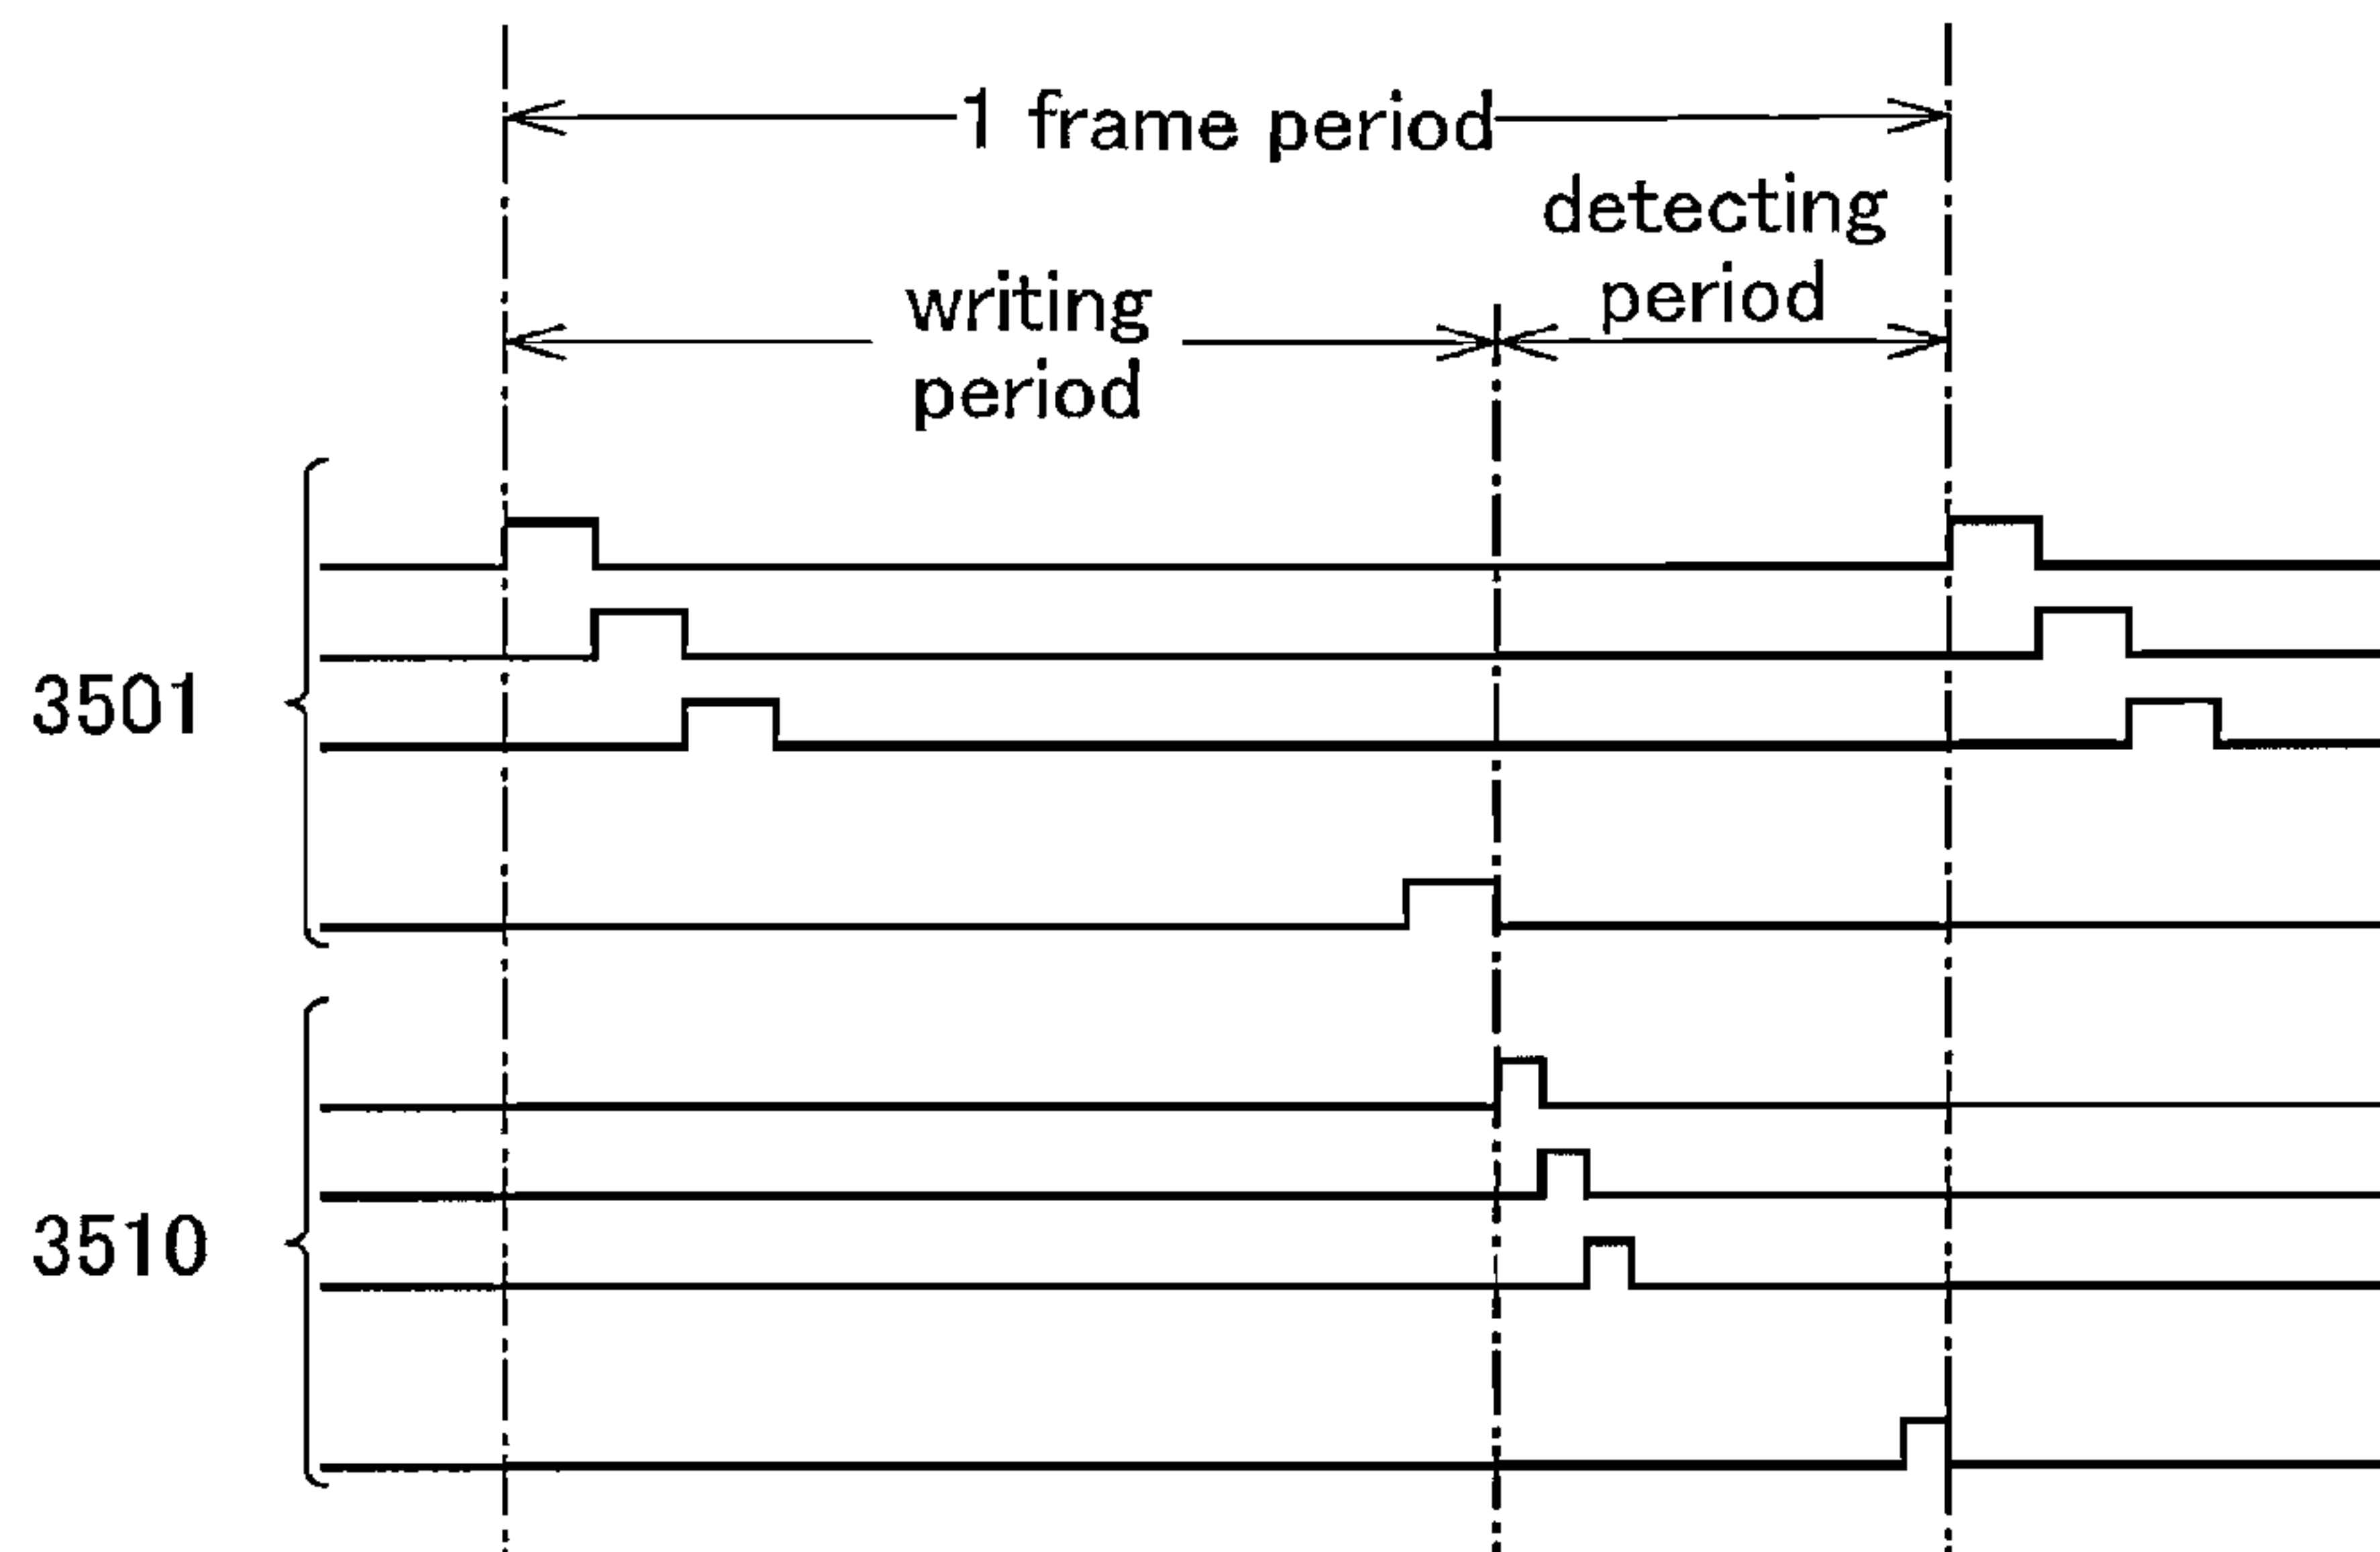 1 frame period
detecting
period
writing
period
3501
3510